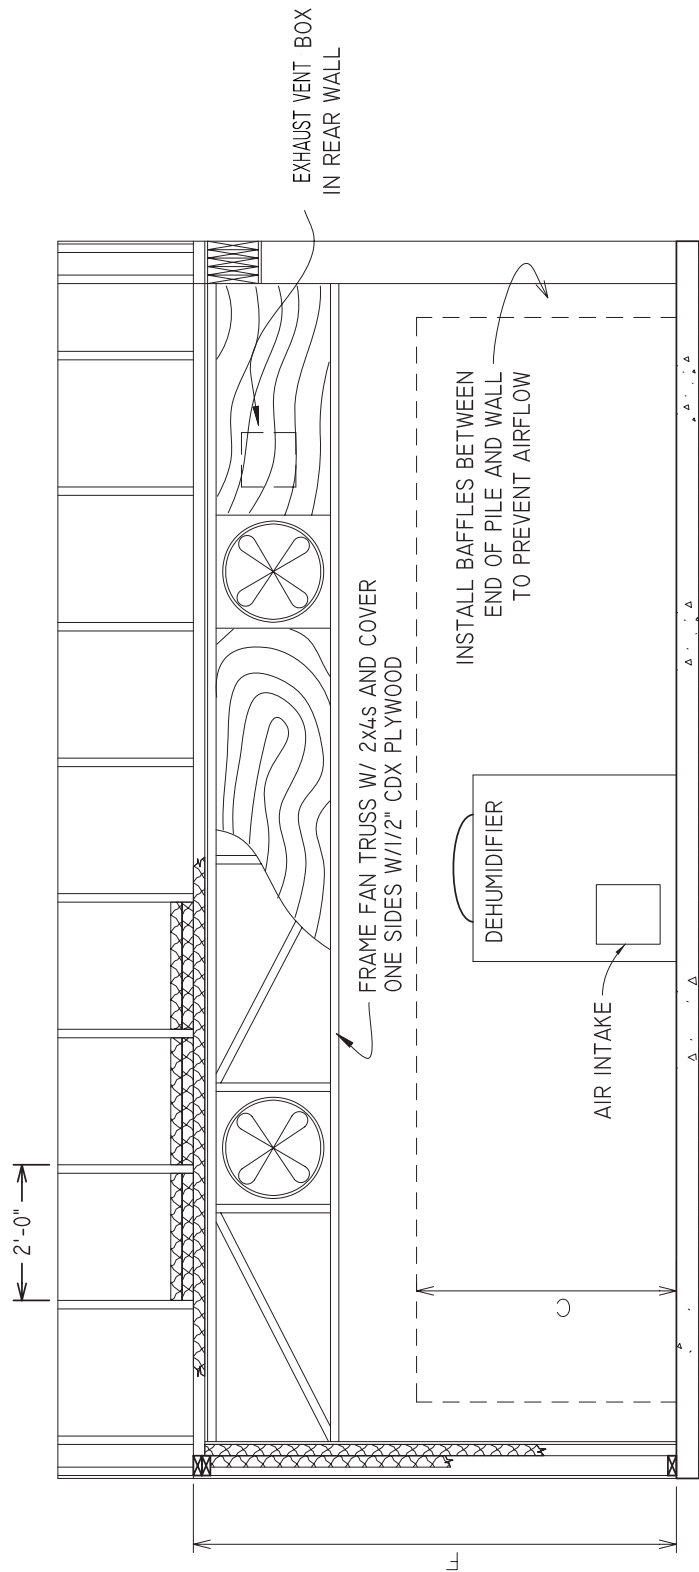 EXHAUST VENT BOX
IN REAR WALL
INSTALL BAFFLES BETWEEN
END OF PILE AND WALL
TO PREVENT AIRFLOW
FRAME FAN TRUSS W/ 2x4s AND COVER
ONE SIDES W/1/2" CDX PLYWOOD
DEHUMIDIFIER
AIR INTAKE
2'-0"
C
F